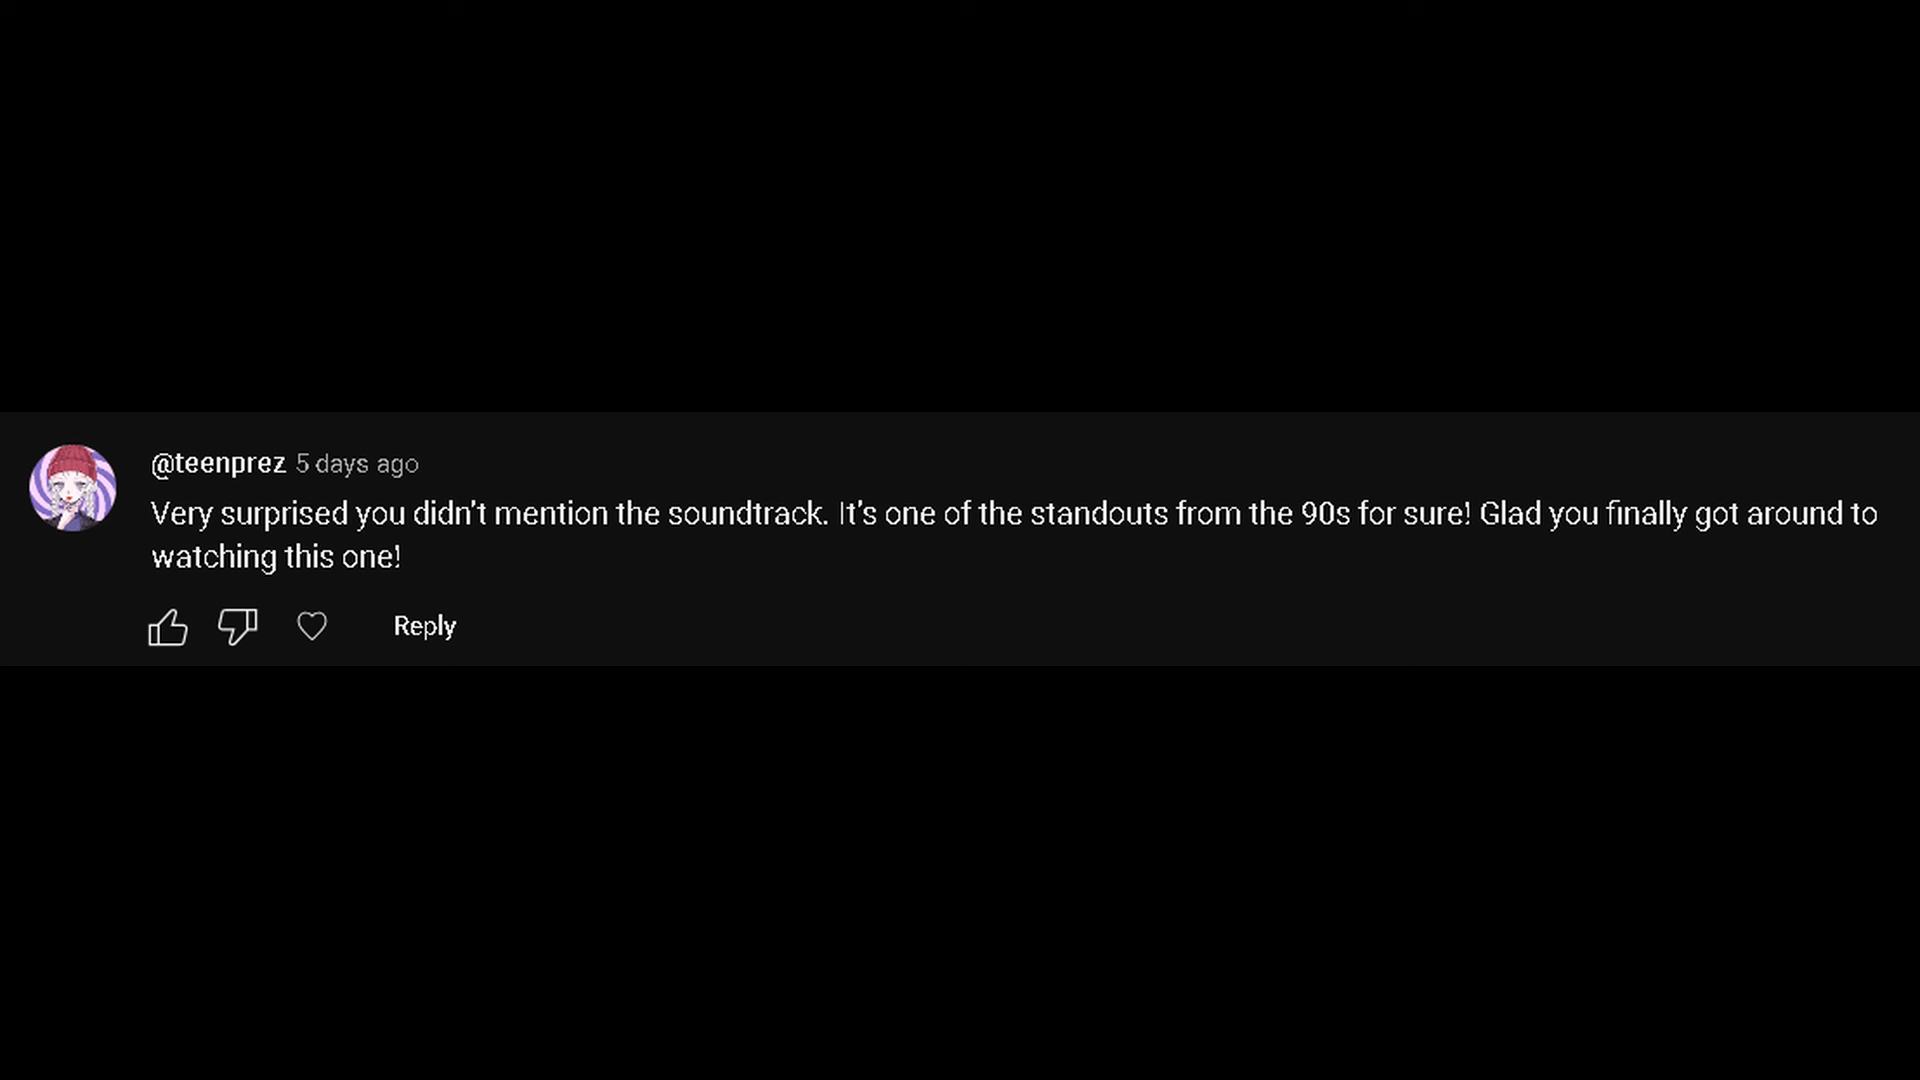 @teenprez 5 days ago
Very surprised you didn't mention the soundtrack. It's one of the standouts from the 90s for sure! Glad you finally got around to
watching this one!
Reply